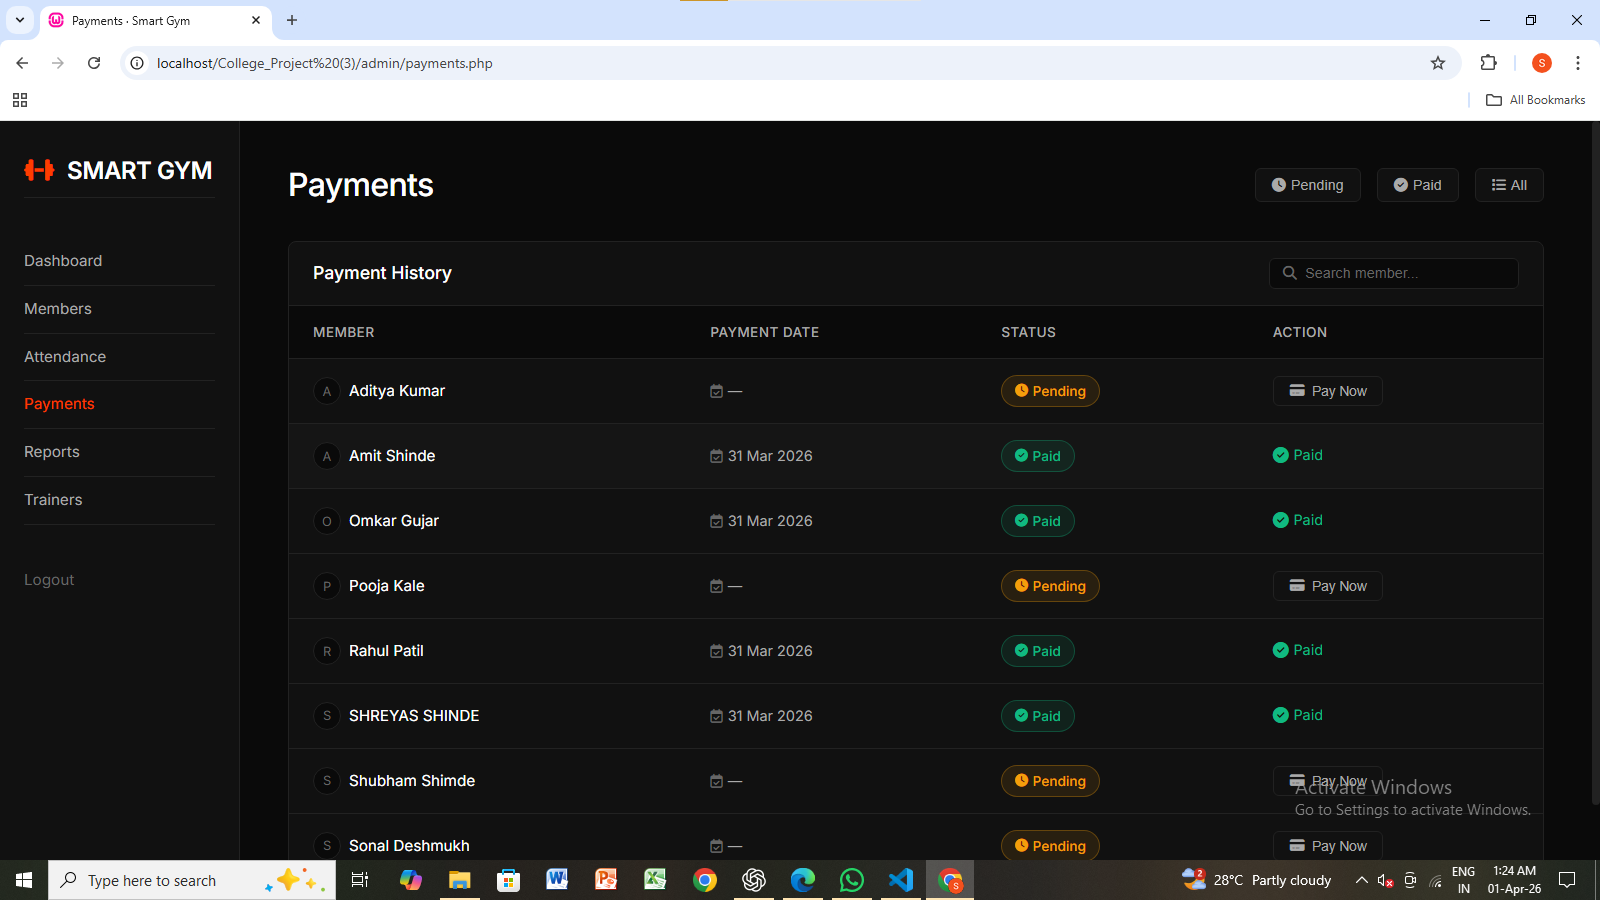 Payments · Smart Gym
localhost/College_Project%20(3)/admin/payments.php
S
All Bookmarks
SMART GYM
Dashboard
Members
Attendance
Payments
Reports
Trainers
Logout
Payments
Pending
Paid
All
Payment History
Search member...
MEMBER PAYMENT DATE STATUS ACTION
A Aditya Kumar — Pending Pay Now
A Amit Shinde 31 Mar 2026 Paid Paid
O Omkar Gujar 31 Mar 2026 Paid Paid
P Pooja Kale — Pending Pay Now
R Rahul Patil 31 Mar 2026 Paid Paid
S SHREYAS SHINDE 31 Mar 2026 Paid Paid
S Shubham Shimde — Pending Pay Now
Activate Windows
Go to Settings to activate Windows.
S Sonal Deshmukh — Pending Pay Now
Type here to search
S
2
28°C Partly cloudy
ENG
IN
1:24 AM
01-Apr-26